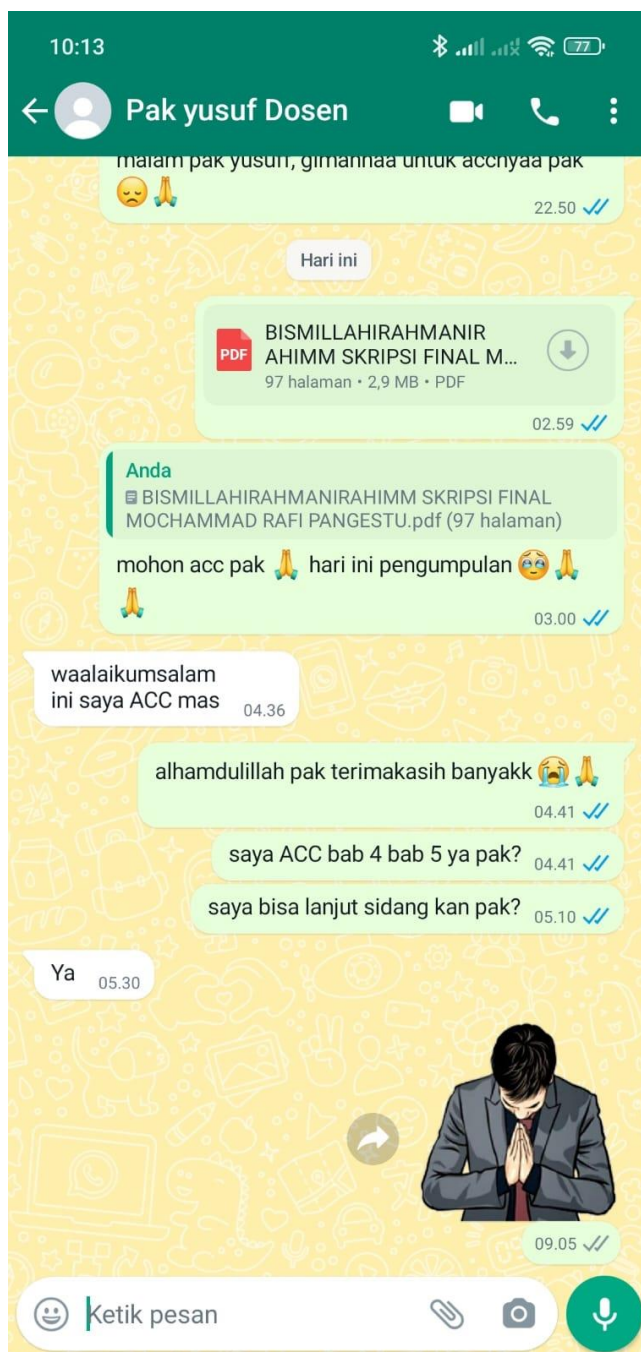 10:13
77
Pak yusuf Dosen
malam pak yusuff, gimannaa untuk accnyaa pak
22.50
Hari ini
PDF
BISMILLAHIRAHMANIR
AHIMM SKRIPSI FINAL M...
97 halaman • 2,9 MB • PDF
02.59
Anda
BISMILLAHIRAHMANIRAHIMM SKRIPSI FINAL
MOCHAMMAD RAFI PANGESTU.pdf (97 halaman)
mohon acc pak 🙏 hari ini pengumpulan 🥹🙏
🙏
03.00
waalaikumsalam
ini saya ACC mas
04.36
alhamdulillah pak terimakasih banyakk 😭🙏
04.41
saya ACC bab 4 bab 5 ya pak? 04.41
saya bisa lanjut sidang kan pak? 05.10
Ya 05.30
09.05
Ketik pesan